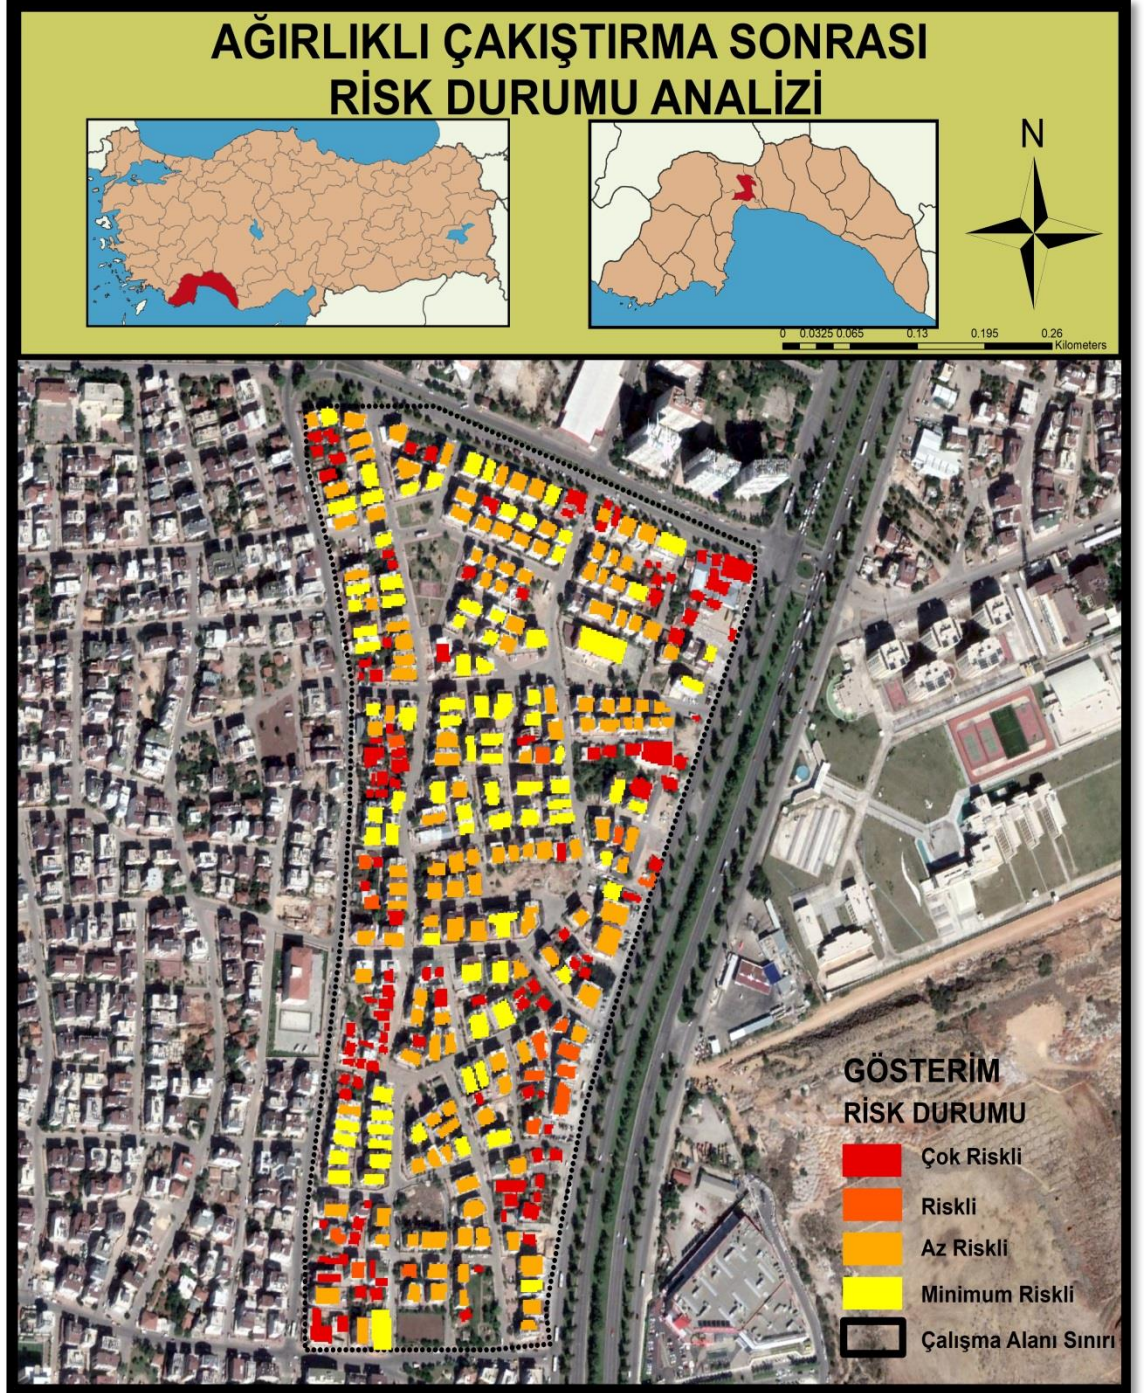 AĞIRLIKLI ÇAKIŞTIRMA SONRASI
RİSK DURUMU ANALİZİ
N
0 0.0325 0.065 0.13 0.195 0.26
Kilometers
GÖSTERİM
RİSK DURUMU
Çok Riskli
Riskli
Az Riskli
Minimum Riskli
Çalışma Alanı Sınırı